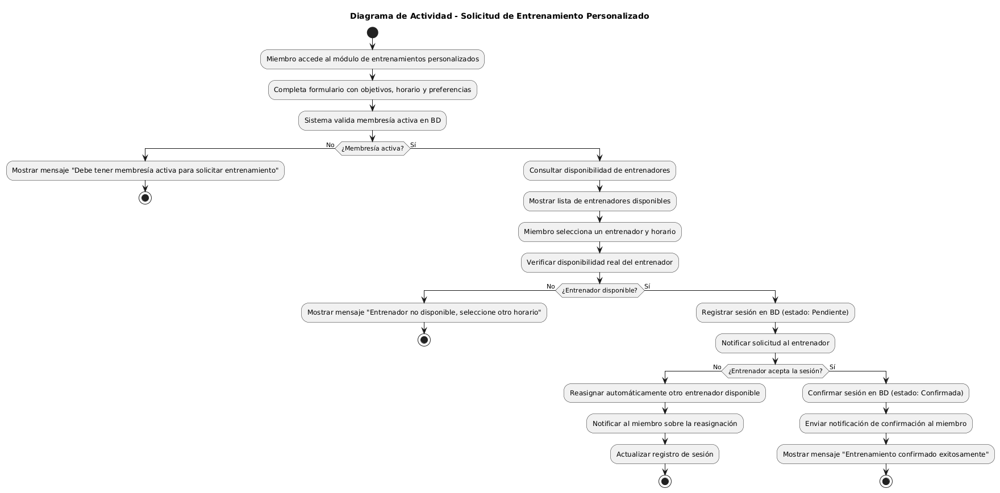 Diagrama de Actividad - Solicitud de Entrenamiento Personalizado
Miembro accede al módulo de entrenamientos personalizados
Completa formulario con objetivos, horario y preferencias
Sistema valida membresía activa en BD
No
¿Membresía activa?
Sí
Mostrar mensaje "Debe tener membresía activa para solicitar entrenamiento"
Consultar disponibilidad de entrenadores
Mostrar lista de entrenadores disponibles
Miembro selecciona un entrenador y horario
Verificar disponibilidad real del entrenador
No
¿Entrenador disponible?
Sí
Mostrar mensaje "Entrenador no disponible, seleccione otro horario"
Registrar sesión en BD (estado: Pendiente)
Notificar solicitud al entrenador
No
¿Entrenador acepta la sesión?
Sí
Reasignar automáticamente otro entrenador disponible
Confirmar sesión en BD (estado: Confirmada)
Notificar al miembro sobre la reasignación
Enviar notificación de confirmación al miembro
Actualizar registro de sesión
Mostrar mensaje "Entrenamiento confirmado exitosamente"